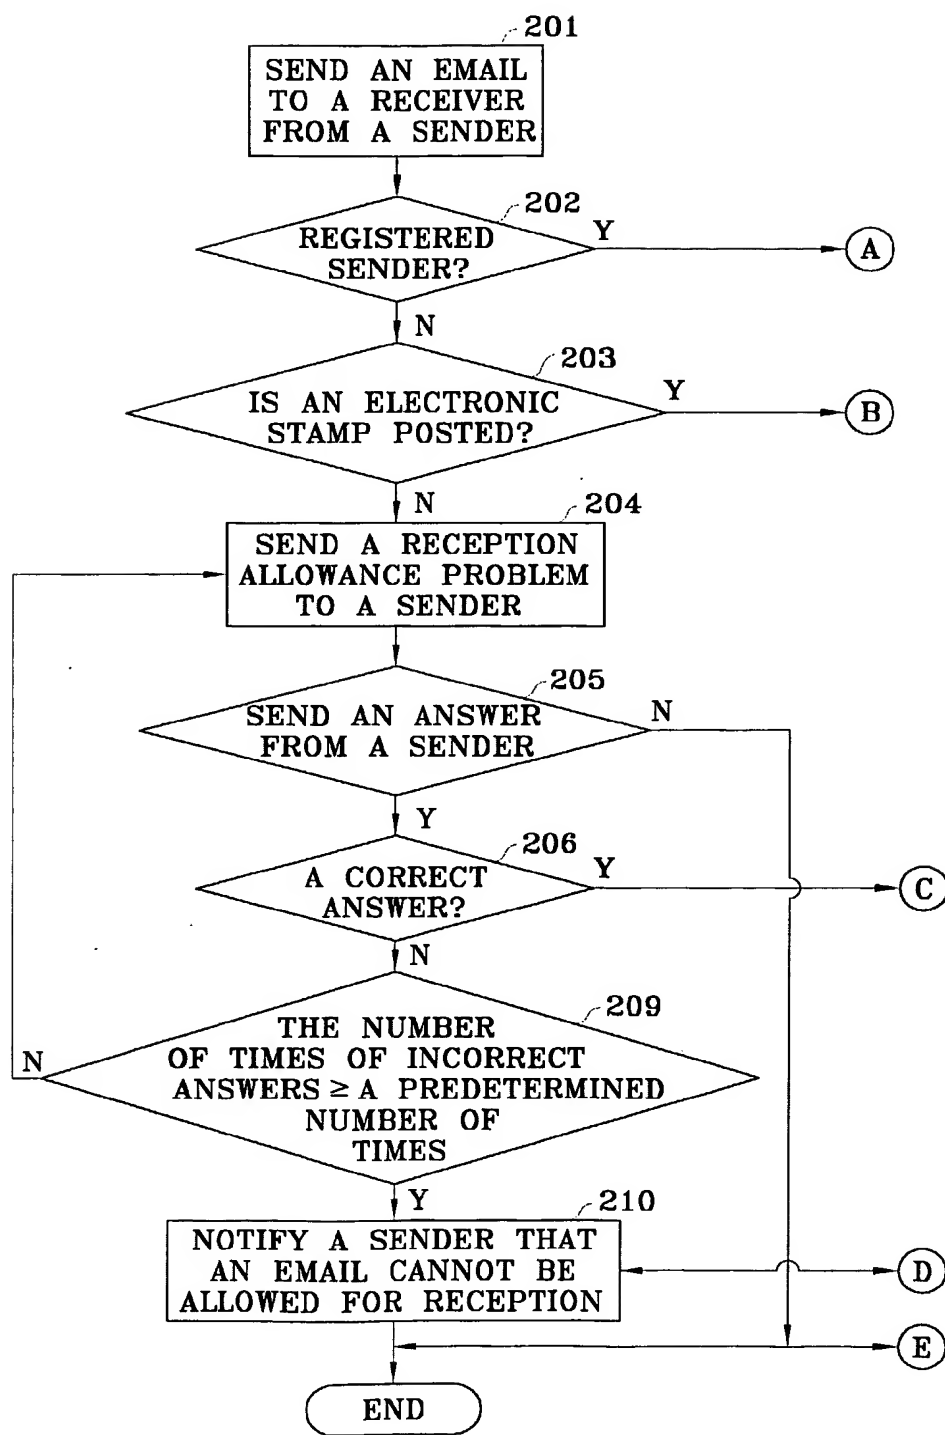 201
SEND AN EMAIL
TO A RECEIVER
FROM A SENDER
202
REGISTERED
SENDER?
Y
A
N
203
IS AN ELECTRONIC
STAMP POSTED?
Y
B
N
204
SEND A RECEPTION
ALLOWANCE PROBLEM
TO A SENDER
205
SEND AN ANSWER
FROM A SENDER
N
Y
206
A CORRECT
ANSWER?
Y
C
N
209
THE NUMBER
OF TIMES OF INCORRECT
ANSWERS ≥ A PREDETERMINED
NUMBER OF
TIMES
N
Y
210
NOTIFY A SENDER THAT
AN EMAIL CANNOT BE
ALLOWED FOR RECEPTION
D
E
END